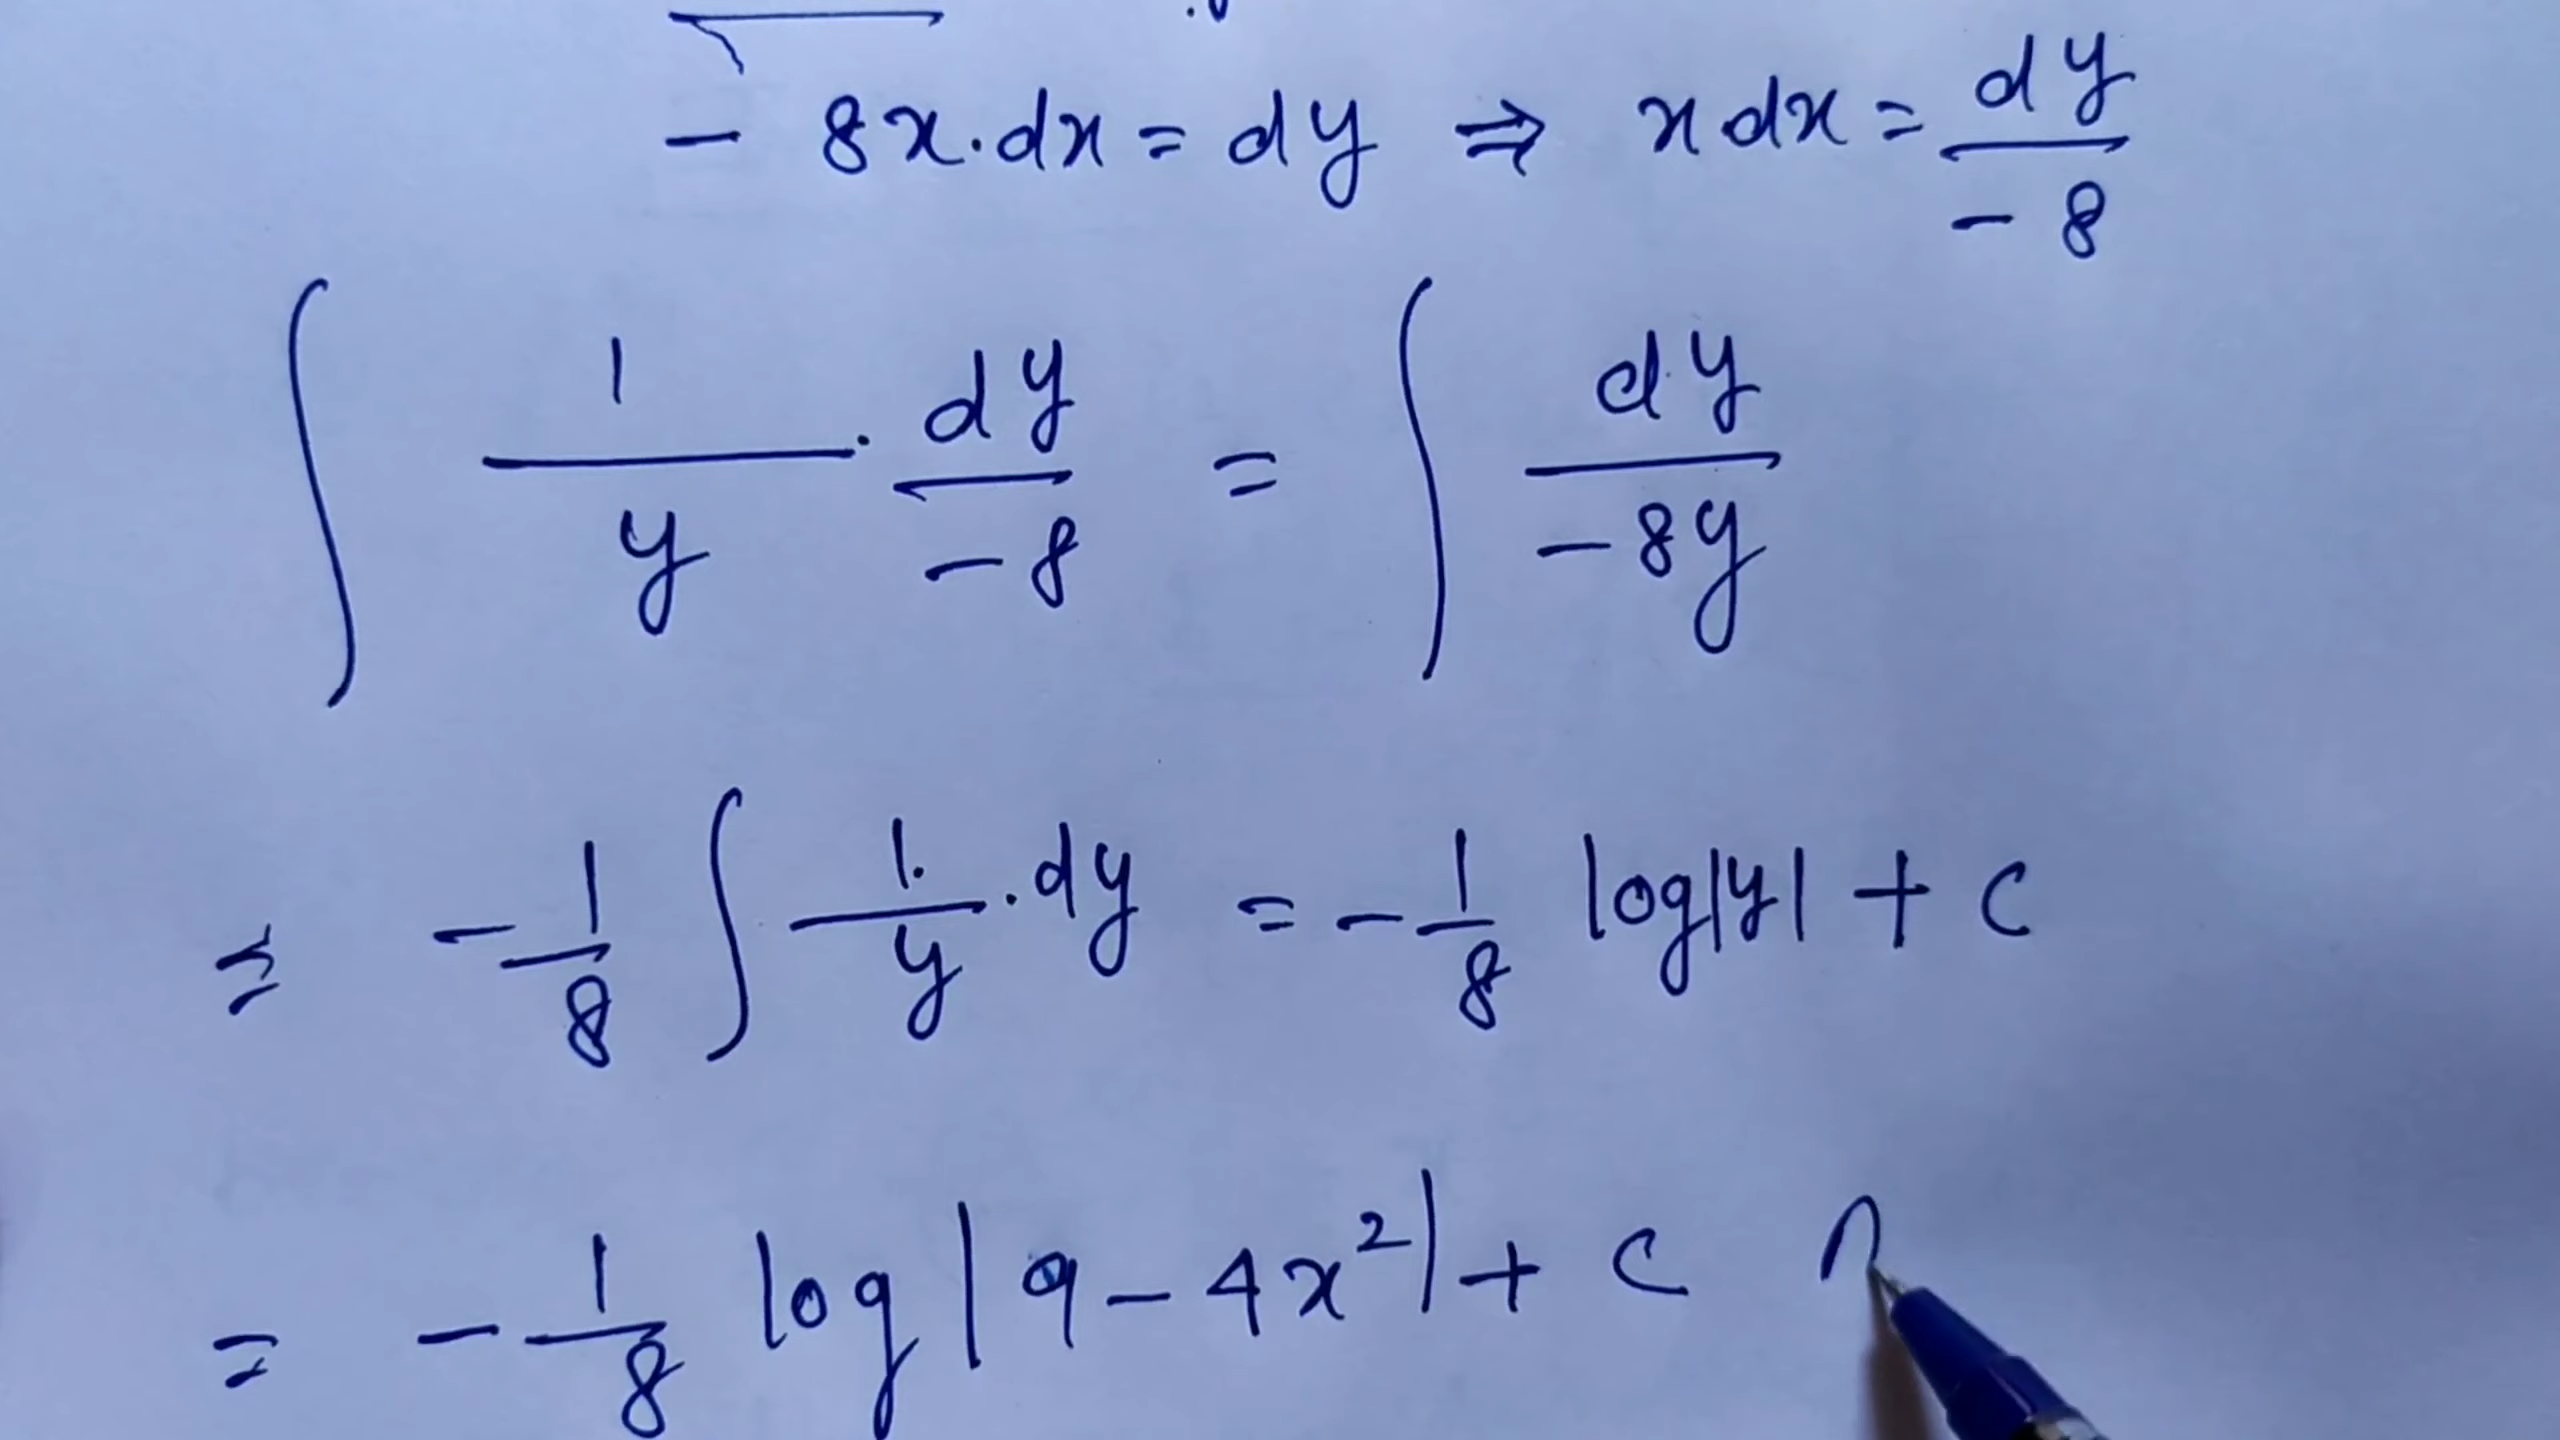 - 8x.dx = dy ⇒ x dx = dy/-8
∫ 1/y . dy/-8 = ∫ dy/-8y
= -1/8 ∫ 1/y . dy = -1/8 log|y| + c
= -1/8 log|9-4x²| + c